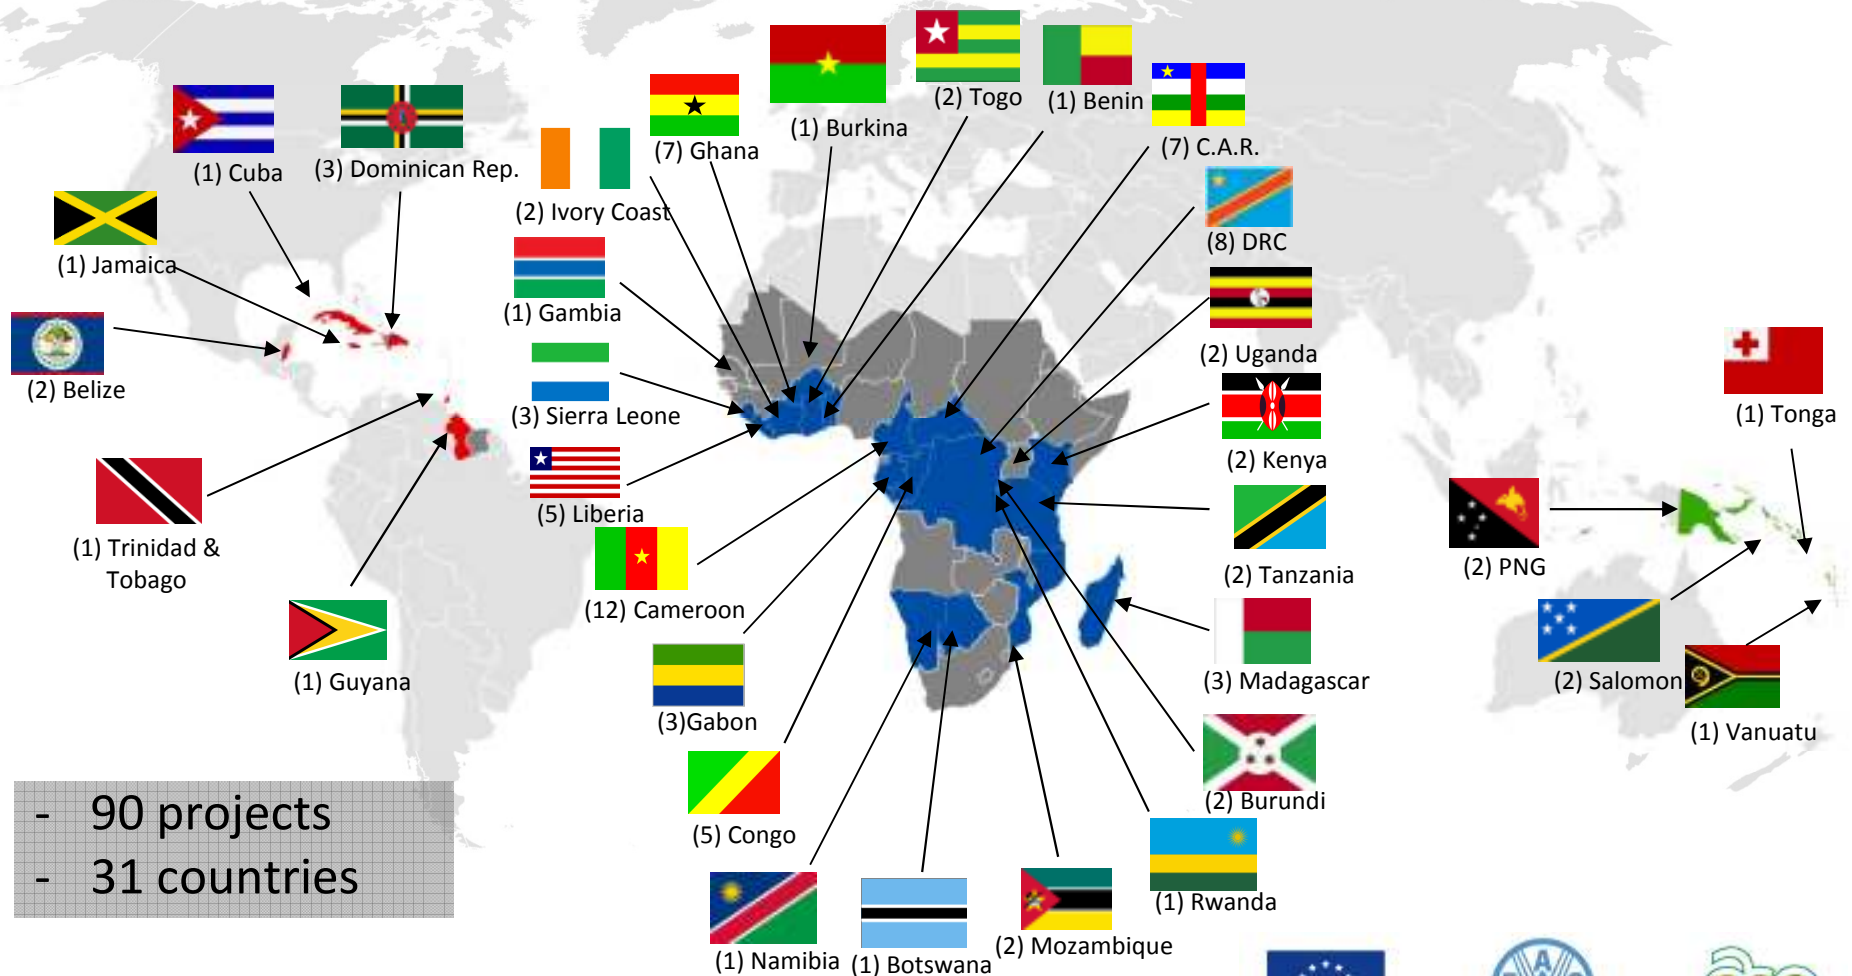 (2) Togo
(1) Benin
(1) Burkina
(7) Ghana
(7) C.A.R.
(1) Cuba
(3) Dominican Rep.
(2) Ivory Coast
(8) DRC
(1) Jamaica
(1) Gambia
(2) Uganda
(2) Belize
(3) Sierra Leone
(1) Tonga
(2) Kenya
(5) Liberia
(1) Trinidad &
Tobago
(2) PNG
(2) Tanzania
(12) Cameroon
(1) Guyana
(3) Madagascar
(2) Salomon
(3)Gabon
(1) Vanuatu
(2) Burundi
(5) Congo
- 90 projects
- 31 countries
(1) Rwanda
(2) Mozambique
(1) Namibia
(1) Botswana